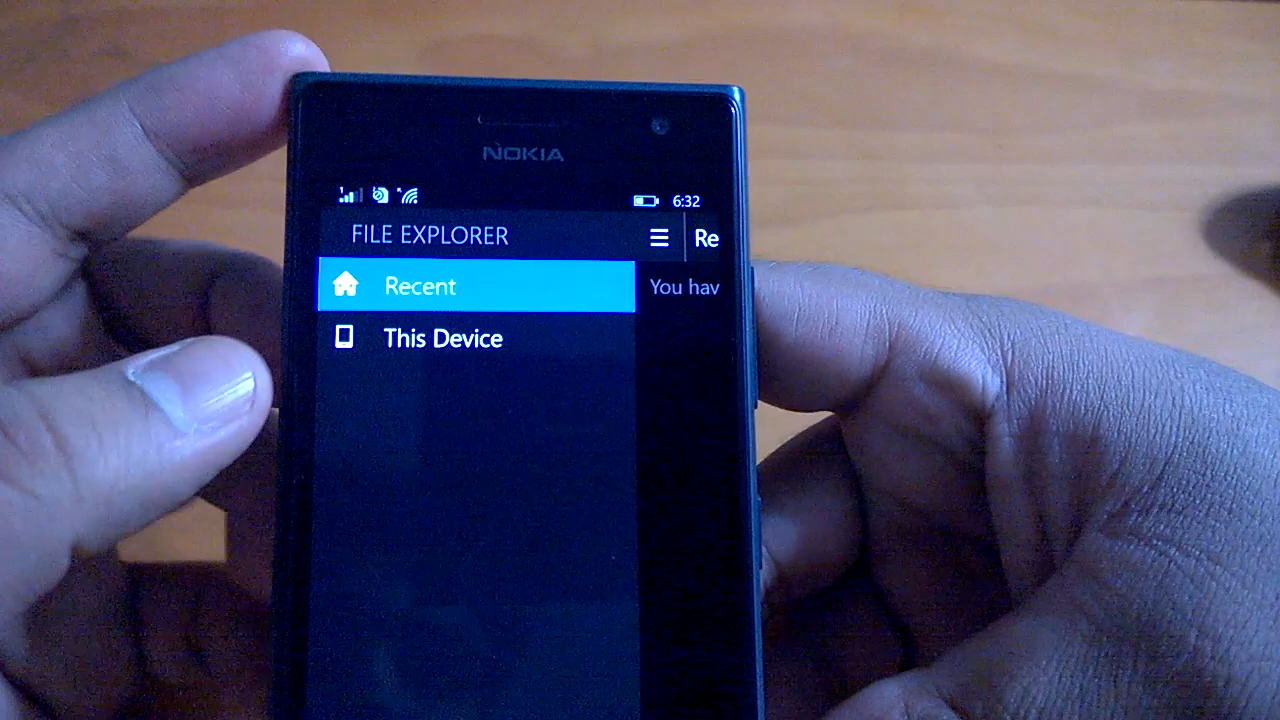 NOKIA
6:32
FILE EXPLORER
Re
Recent
You hav
This Device